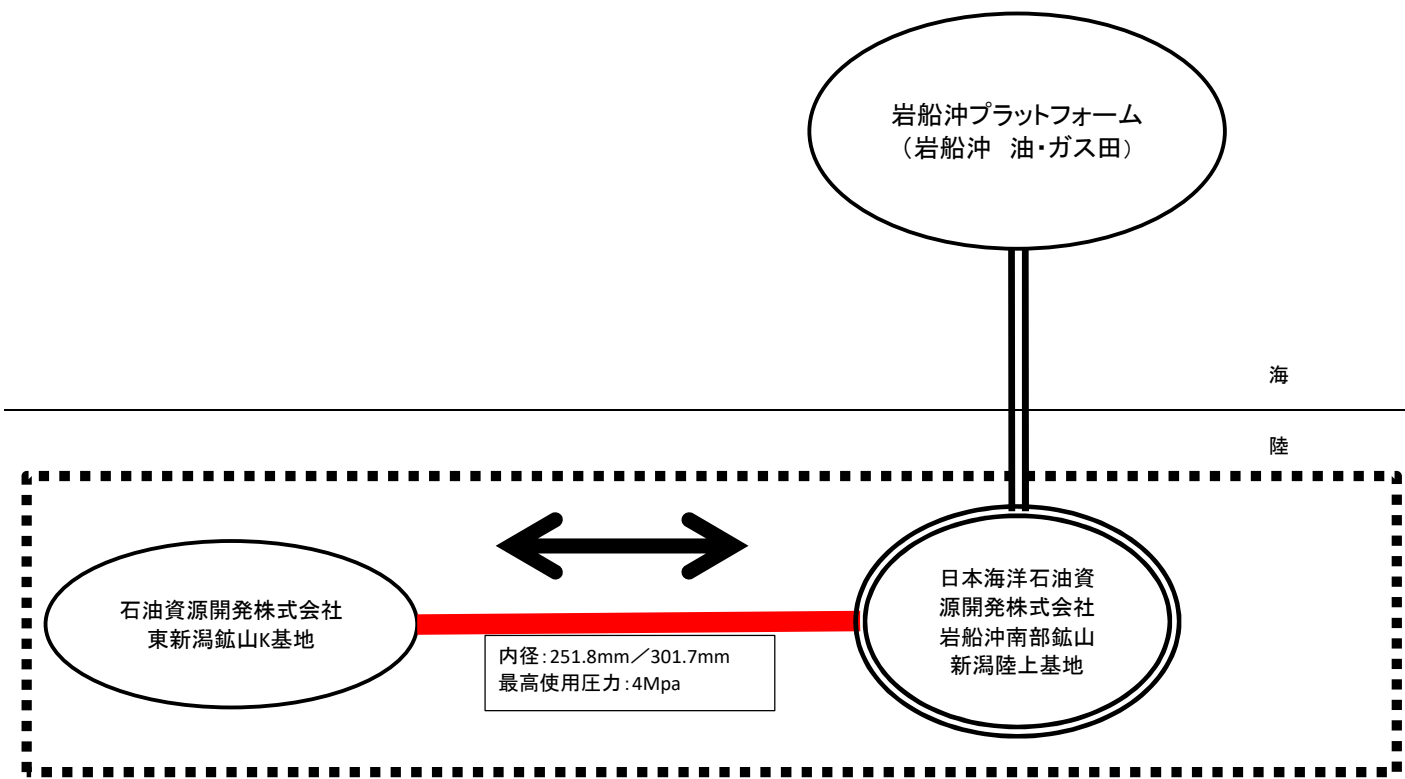 岩船沖プラットフォーム
（岩船沖　油・ガス田）
海
陸
石油資源開発株式会社
東新潟鉱山K基地
内径：251.8mm／301.7mm
最高使用圧力：4Mpa
日本海洋石油資
源開発株式会社
岩船沖南部鉱山
新潟陸上基地